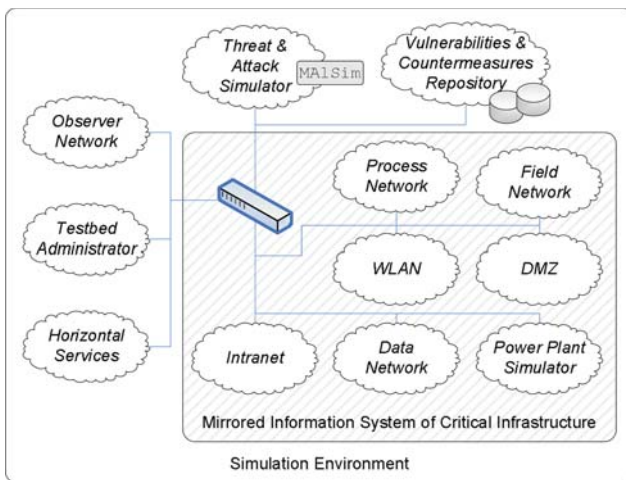 Threat &
Attack
Simulator
MAlSim
Vulnerabilities &
Countermeasures
Repository
Observer
Network
Testbed
Administrator
Horizontal
Services
Process
Network
Field
Network
WLAN
DMZ
Intranet
Data
Network
Power Plant
Simulator
Mirrored Information System of Critical Infrastructure
Simulation Environment